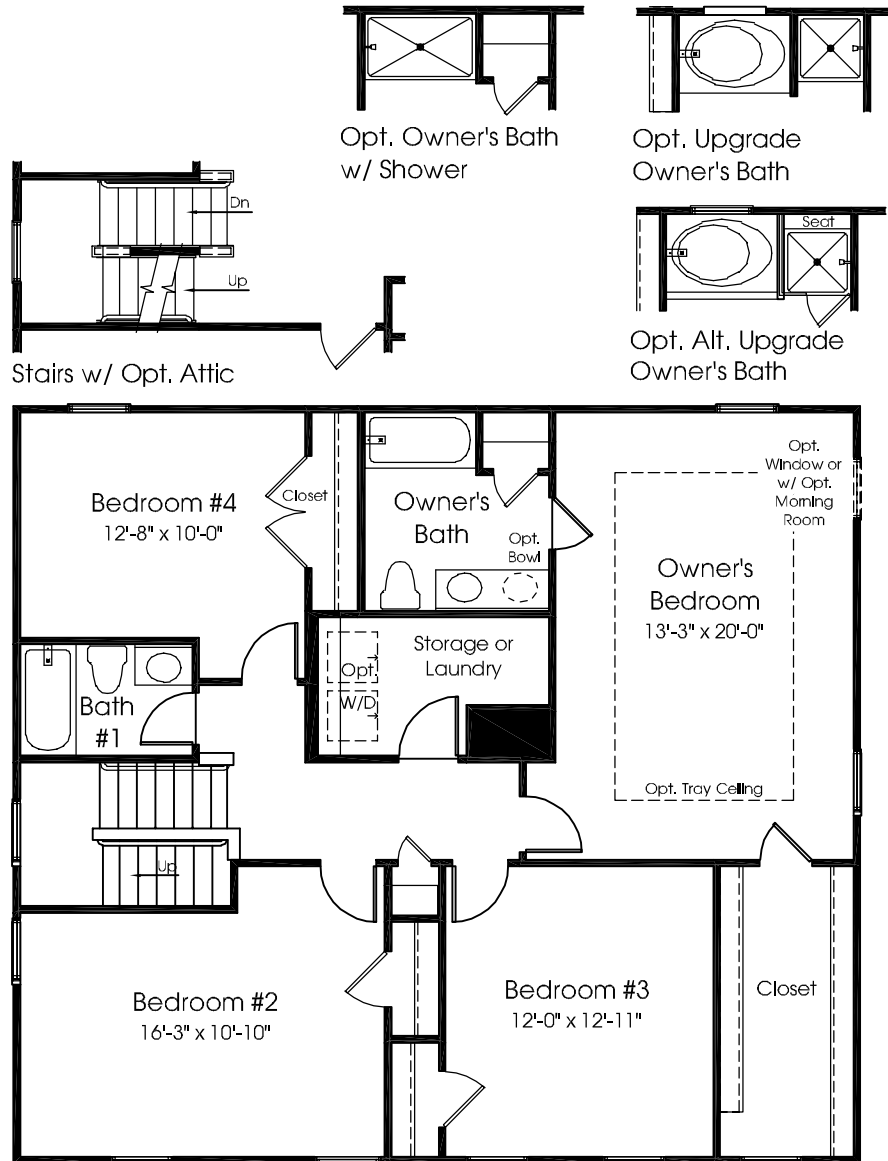 Opt. Owner's Bath
w/ Shower
Opt. Upgrade
Owner's Bath
Dn
Up
Stairs w/ Opt. Attic
Seat
Opt. Alt. Upgrade
Owner's Bath
Bedroom #4
12'-8" x 10'-0"
Closet
Owner's
Bath
Opt.
Bowl
Opt.
Window or
w/ Opt.
Morning
Room
Owner's
Bedroom
13'-3" x 20'-0"
Storage or
Laundry
Opt.
W/D
Bath
#1
Opt. Tray Ceiling
Up
Bedroom #2
16'-3" x 10'-10"
Bedroom #3
12'-0" x 12'-11"
Closet